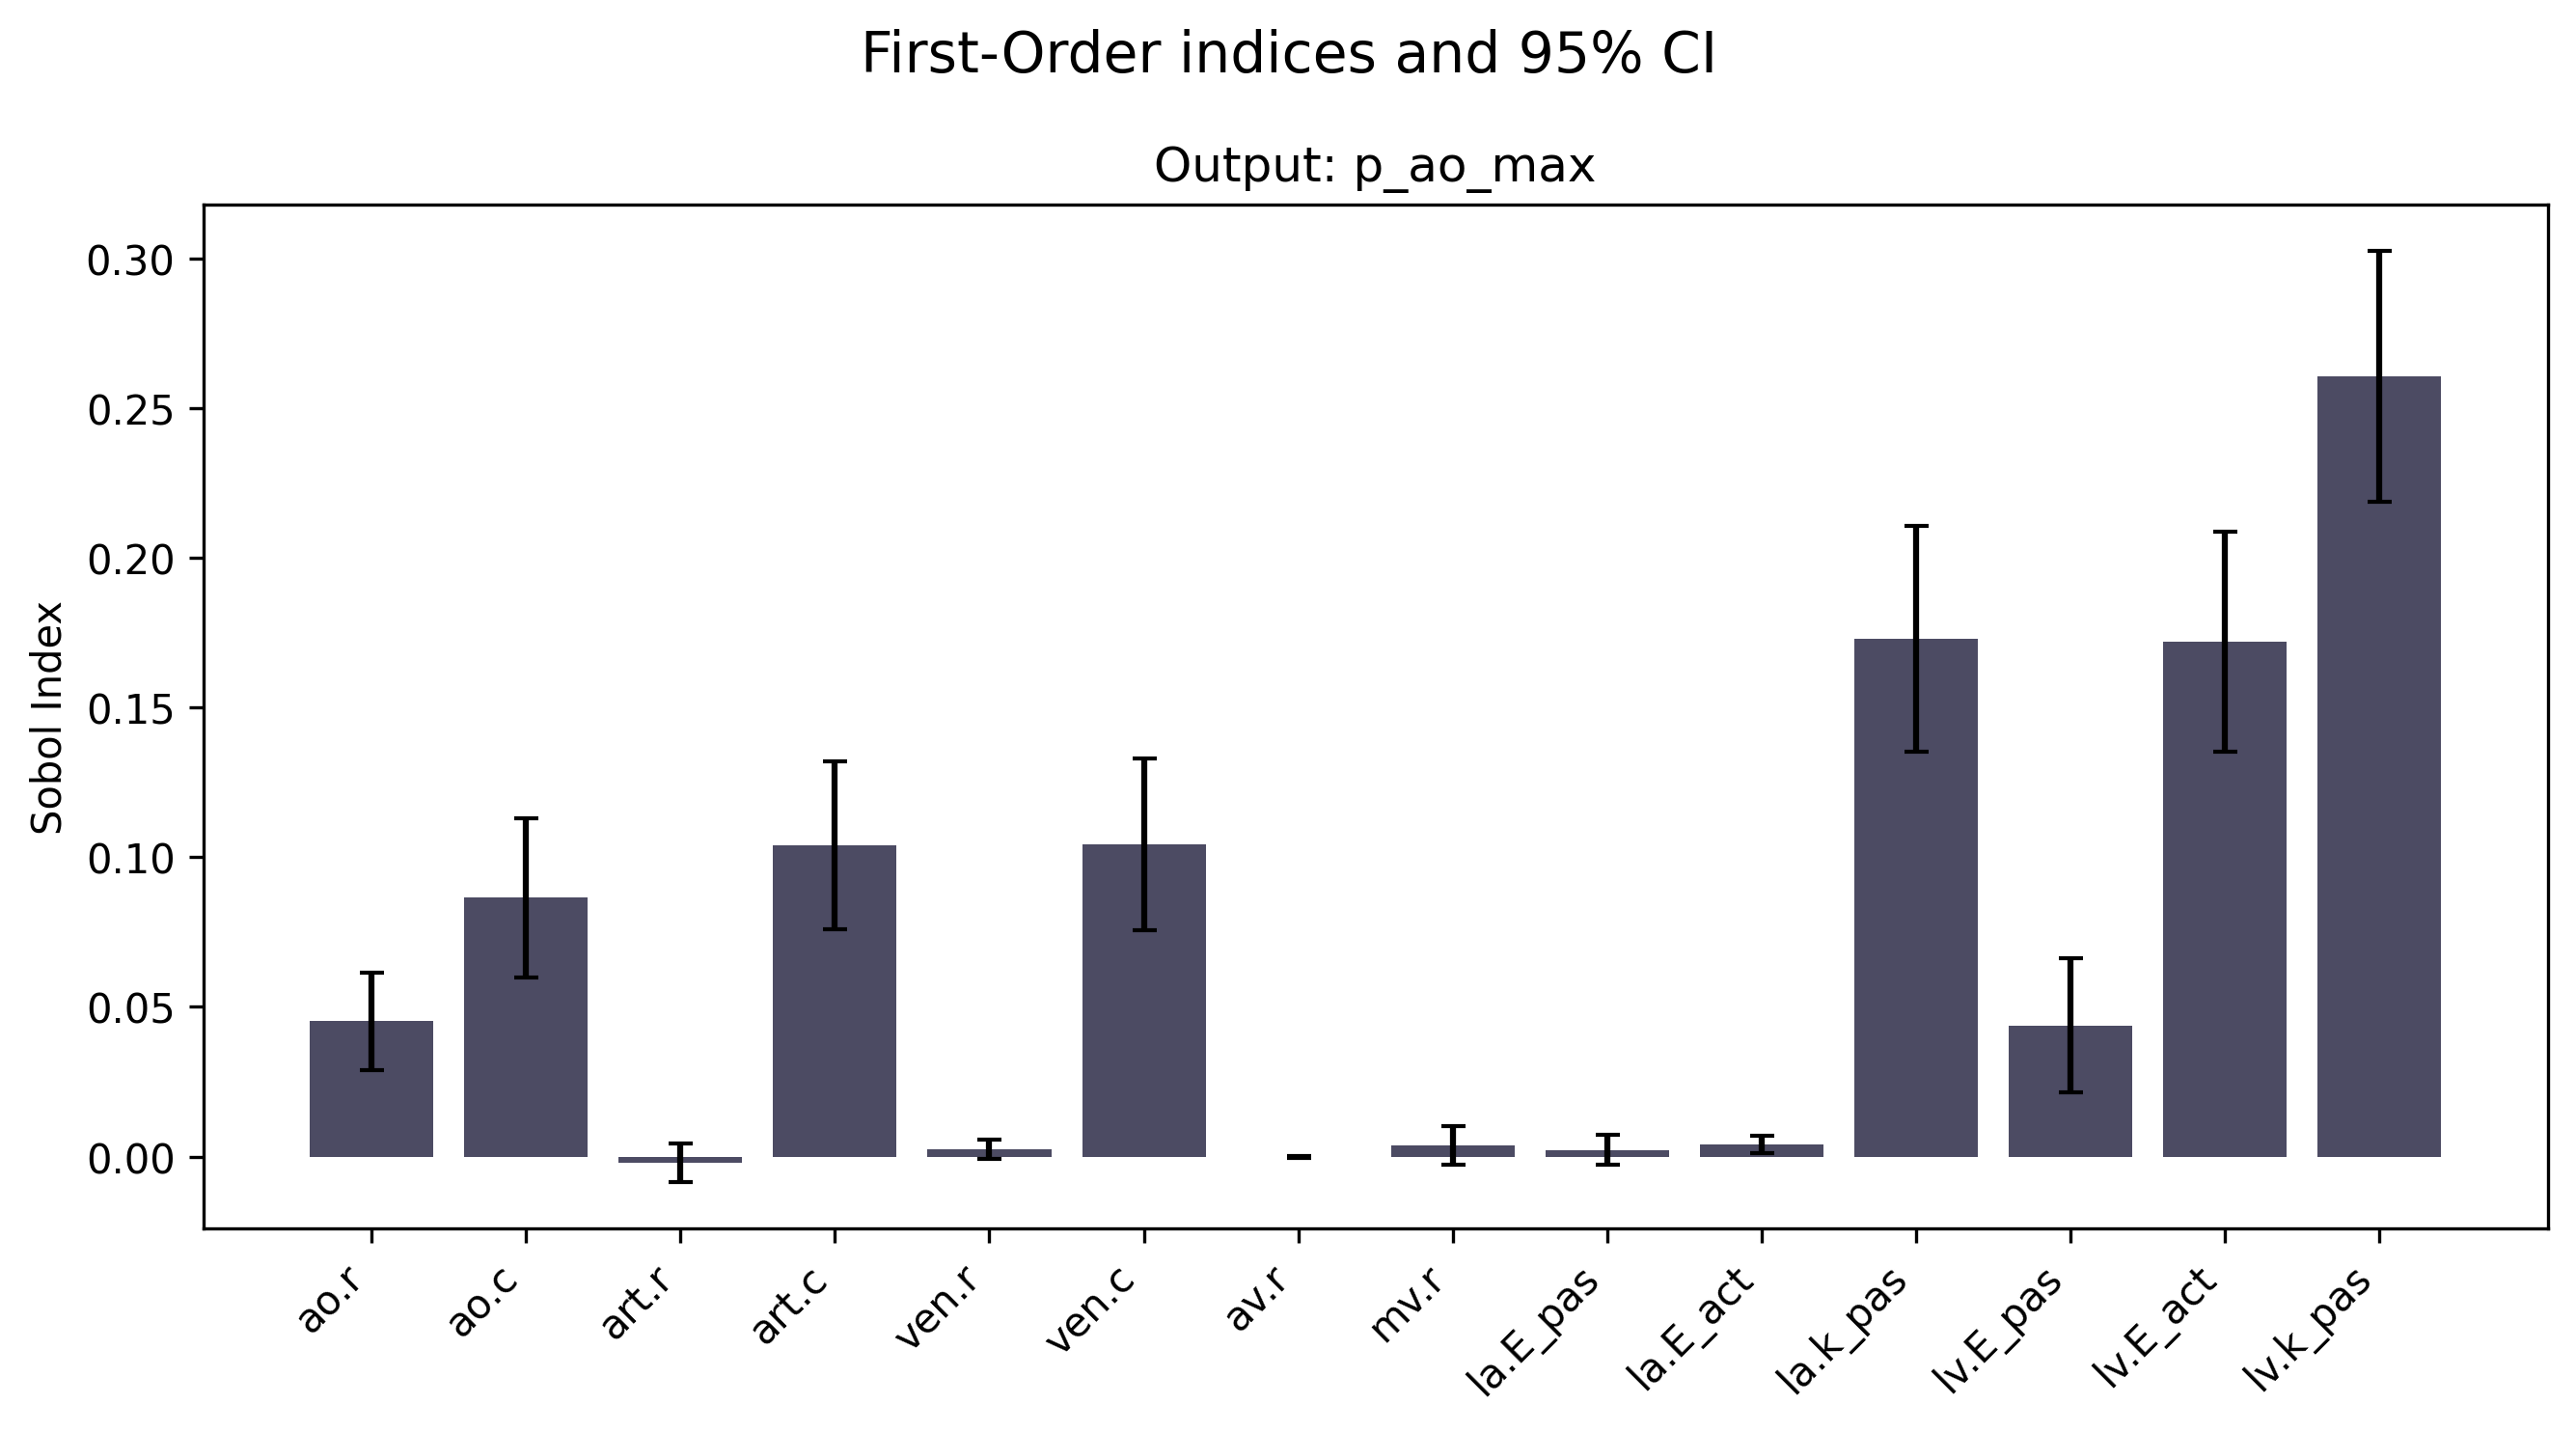 First-Order indices and 95% CI
Output: p_ao_max
Sobol Index
0.30
0.25
0.20
0.15
0.10
0.05
0.00
ao.r
ao.c
art.r
art.c
ven.r
ven.c
av.r
mv.r
la.E_pas
la.E_act
la.k_pas
lv.E_pas
lv.E_act
lv.k_pas